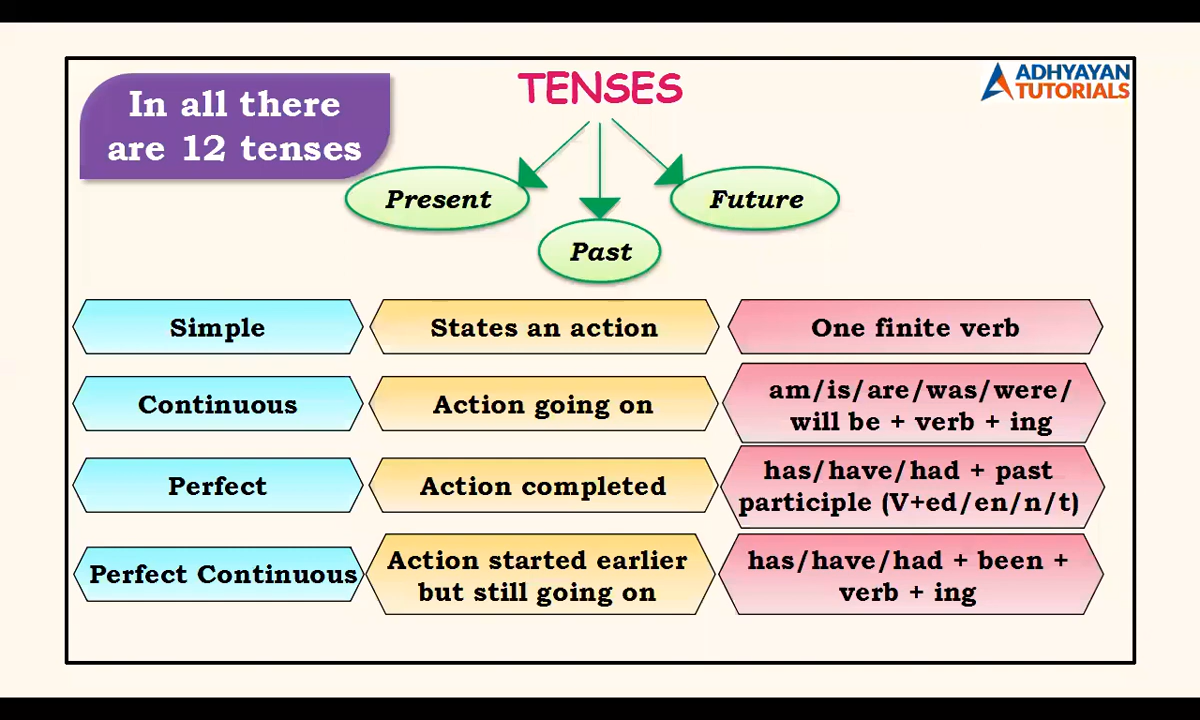 In all there
are 12 tenses
TENSES
ADHYAYAN
TUTORIALS
Present
Past
Future
Simple
States an action
One finite verb
Continuous
Action going on
am/is/are/was/were/
will be + verb + ing
Perfect
Action completed
has/have/had + past
participle (V+ed/en/n/t)
Perfect Continuous
Action started earlier
but still going on
has/have/had + been +
verb + ing